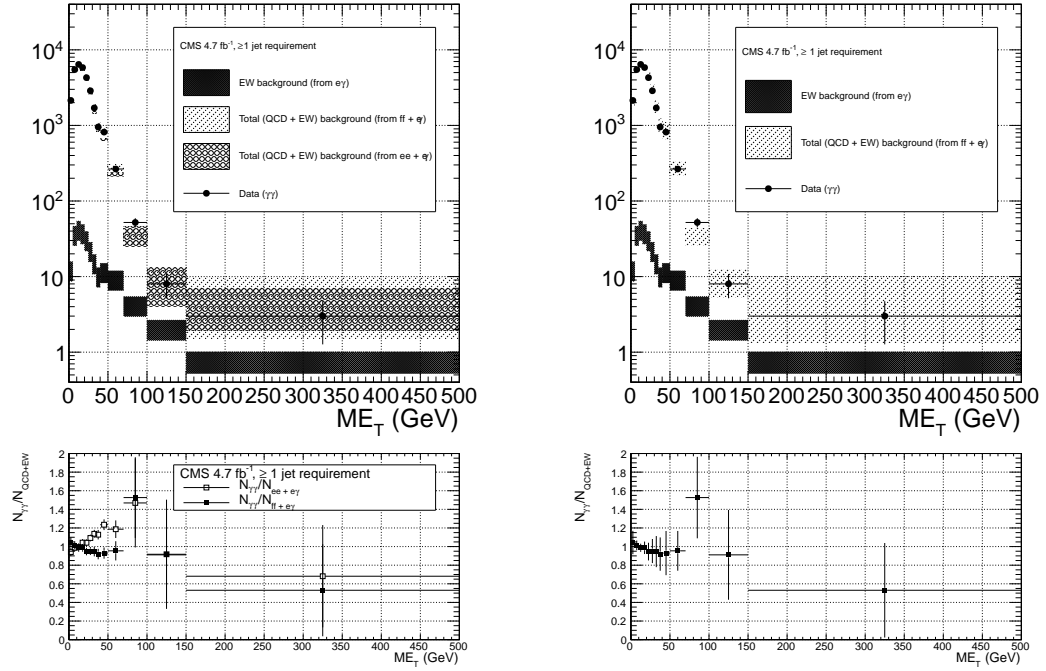 10⁴
10³
10²
10
1
CMS 4.7 fb⁻¹, ≥1 jet requirement
EW background (from eγ)
Total (QCD + EW) background (from ff + eγ)
Total (QCD + EW) background (from ee + eγ)
Data (γγ)
0 50 100 150 200 250 300 350 400 450 500
ME_T (GeV)
10⁴
10³
10²
10
1
CMS 4.7 fb⁻¹, ≥ 1 jet requirement
EW background (from eγ)
Total (QCD + EW) background (from ff + eγ)
Data (γγ)
0 50 100 150 200 250 300 350 400 450 500
ME_T (GeV)
N_γγ/N_QCD+EW
2
1.8
1.6
1.4
1.2
1
0.8
0.6
0.4
0.2
0
CMS 4.7 fb⁻¹, ≥ 1 jet requirement
N_γγ/N_ee + eγ
N_γγ/N_ff + eγ
0 50 100 150 200 250 300 350 400 450 500
ME_T (GeV)
N_γγ/N_QCD+EW
2
1.8
1.6
1.4
1.2
1
0.8
0.6
0.4
0.2
0
0 50 100 150 200 250 300 350 400 450 500
ME_T (GeV)